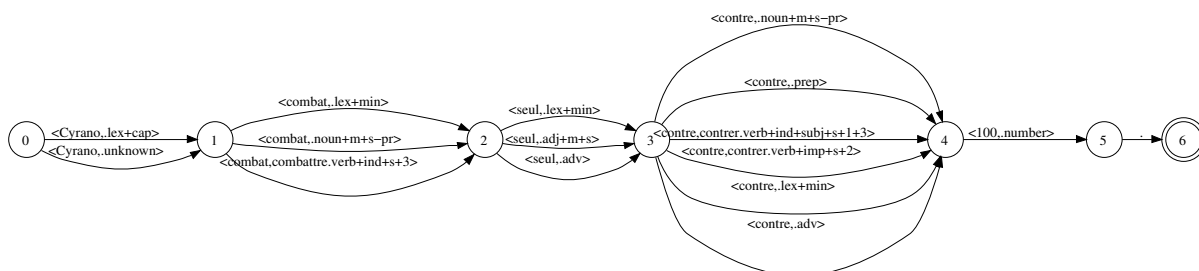 <contre,.noun+m+s−pr>
<contre,.prep>
<combat,.lex+min>
<seul,.lex+min>
<Cyrano,.lex+cap>
<combat,.noun+m+s−pr>
<seul,.adj+m+s>
<contre,contrer.verb+ind+subj+s+1+3>
<100,.number>
.
0
1
2
3
4
5
6
<Cyrano,.unknown>
<combat,combattre.verb+ind+s+3>
<seul,.adv>
<contre,contrer.verb+imp+s+2>
<contre,.lex+min>
<contre,.adv>